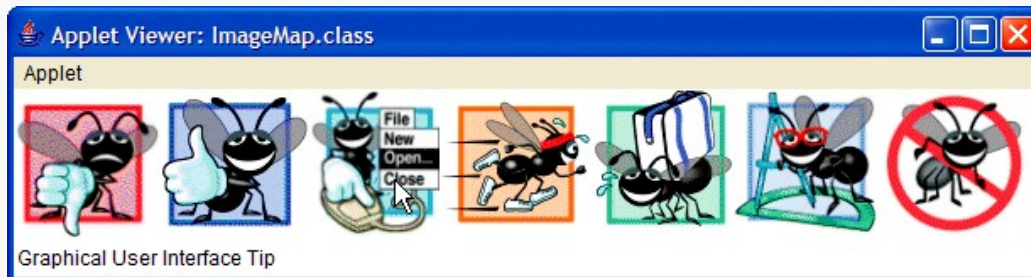 Applet Viewer: ImageMap.class
Applet
File
New
Open...
Close
Graphical User Interface Tip